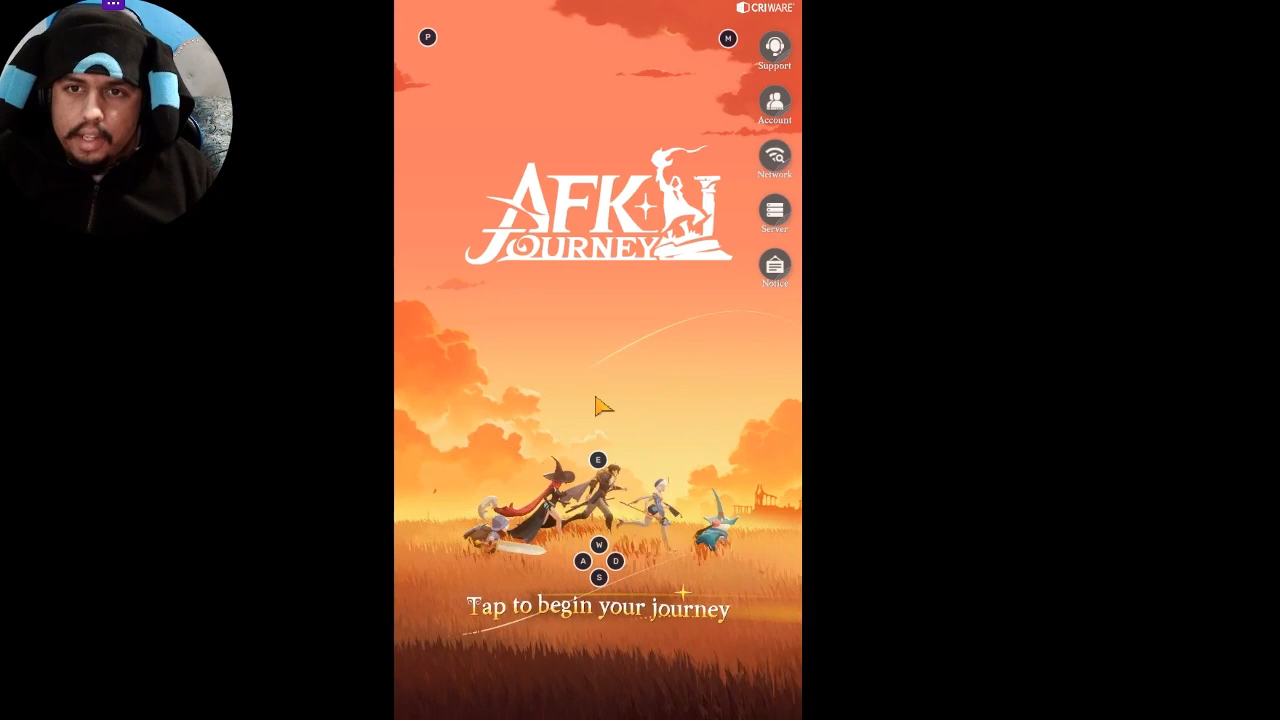 CRIWARE
P
M
Support
Account
Network
Server
Notice
AFK
JOURNEY
E
W
A
D
S
Tap to begin your journey